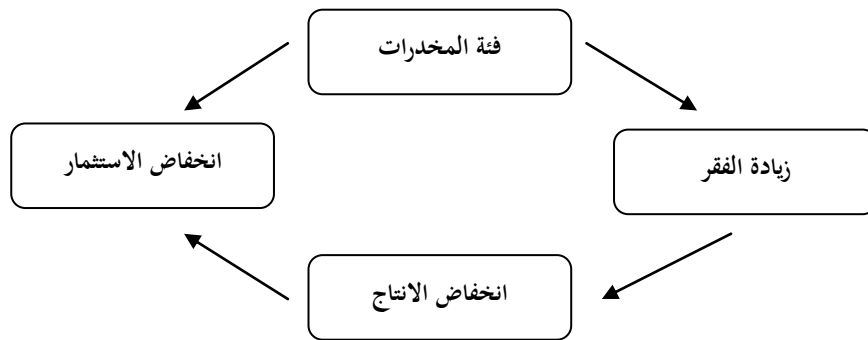 فئة المخدرات
زيادة الفقر
انخفاض الاستثمار
انخفاض الانتاج